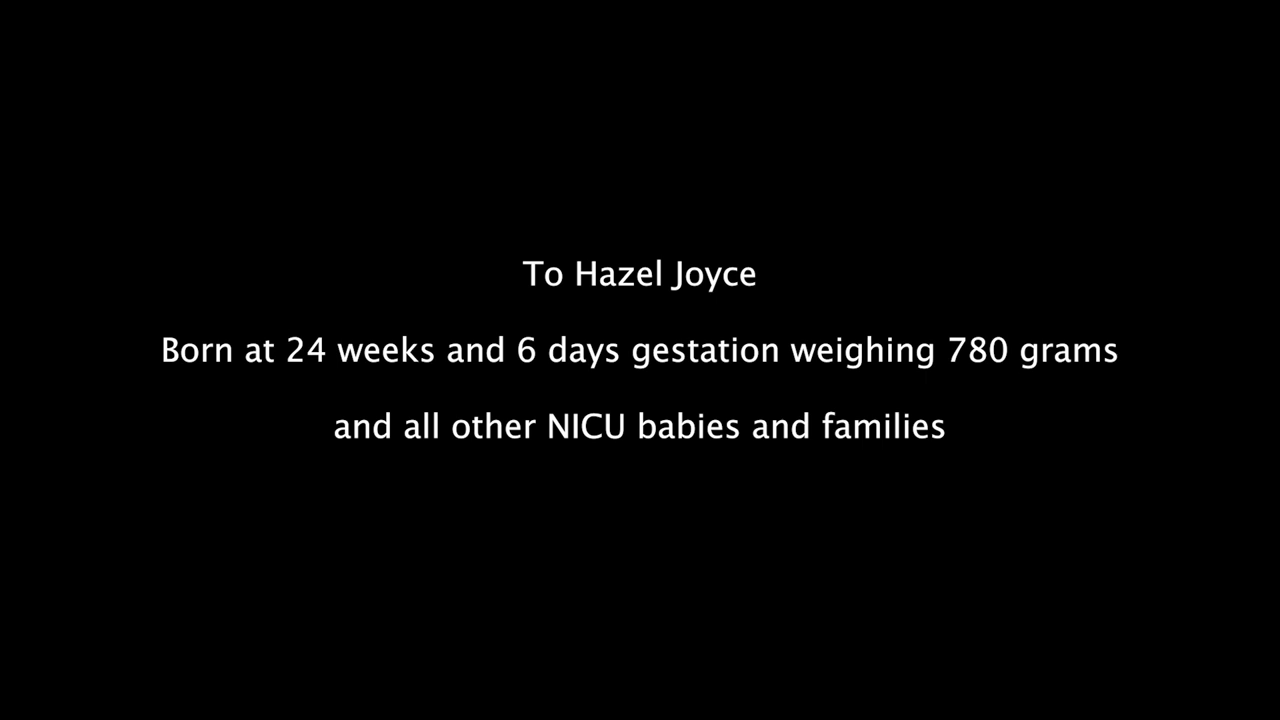 To Hazel Joyce
Born at 24 weeks and 6 days gestation weighing 780 grams
and all other NICU babies and families